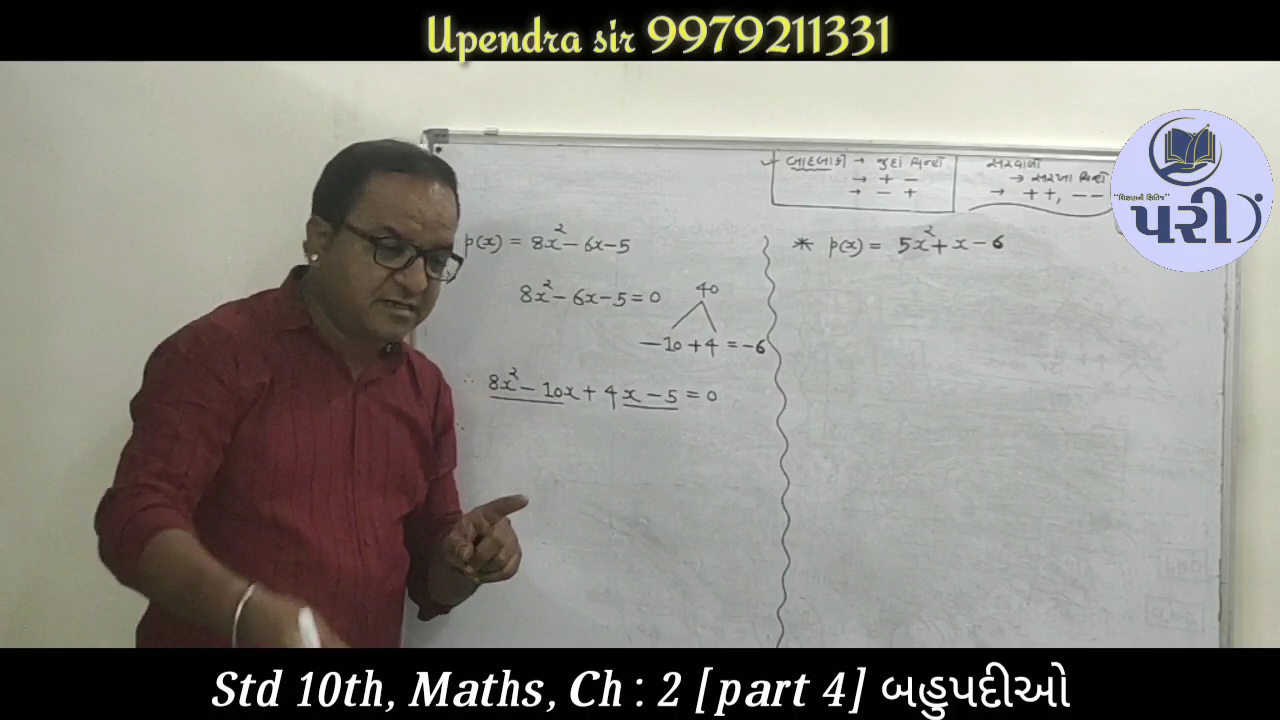 Upendra sir 9979211331
બાદબાકી → જુદાં ચિન્હો
→ + −
→ − +
સરવાળો
→ સરખા ચિન્હો
→ + +, − −
"શિક્ષાની ક્ષિતિજ"
પરી
p(x) = 8x² − 6x − 5
8x² − 6x − 5 = 0
40
− 10 + 4 = −6
∴ 8x² − 10x + 4x − 5 = 0
* p(x) = 5x² + x − 6
Std 10th, Maths, Ch : 2 [part 4] બહુપદીઓ